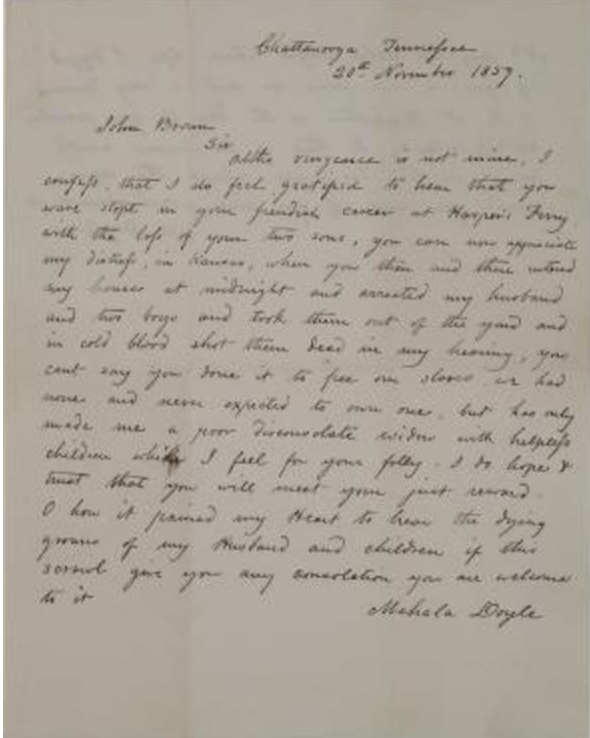 Chattanooga Tennessee
20th November 1859.
John Brown
Sir
altho vengence is not mine, I
confess, that I do feel gratified to hear that you
ware stopt in your fiendish career at Harper's Ferry,
with the loss of your two sons, you can now appreciate
my distress, in Kansas, when you then and there entered
my house at midnight and arrested my husband
and two boys and took them out of the yard and
in cold blood shot them dead in my hearing, you
cant say you done it to free our slaves, we had
none and never expected to own one, but has only
made me a poor disconsolate widow with helpless
children while I feel for your folly. I do hope &
trust that you will meet your just reward.
O how it pained my Heart to hear the dying
groans of my Husband and children if this
scrawl give you any consolation you are welcome
to it
Mahala Doyle